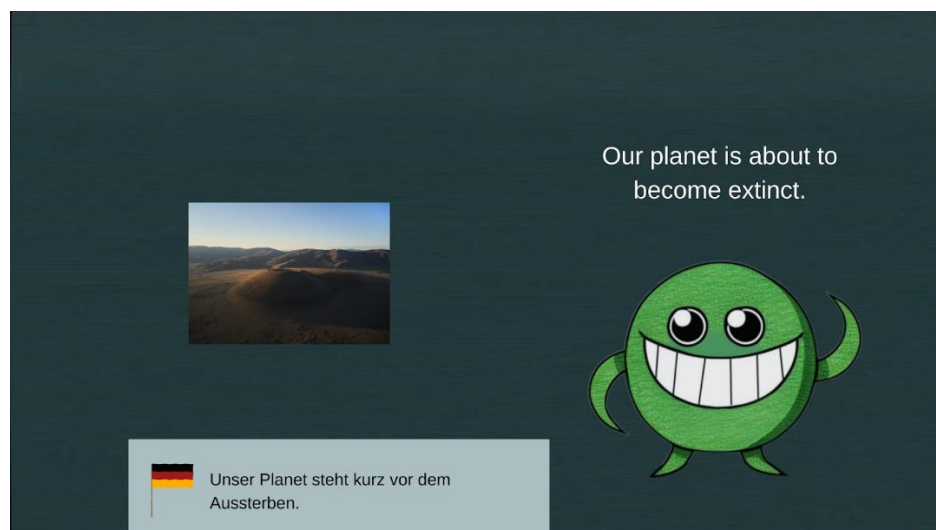 Our planet is about to
become extinct.
Unser Planet steht kurz vor dem
Aussterben.